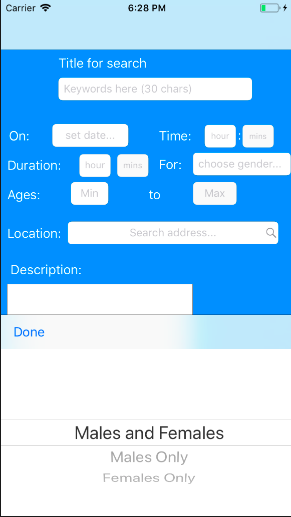 Carrier 6:28 PM
Title for search
Keywords here (30 chars)
On: set date... Time: hour : mins
Duration: hour mins For: choose gender...
Ages: Min to Max
Location: Search address...
Description:
Done
Males and Females
Males Only
Females Only